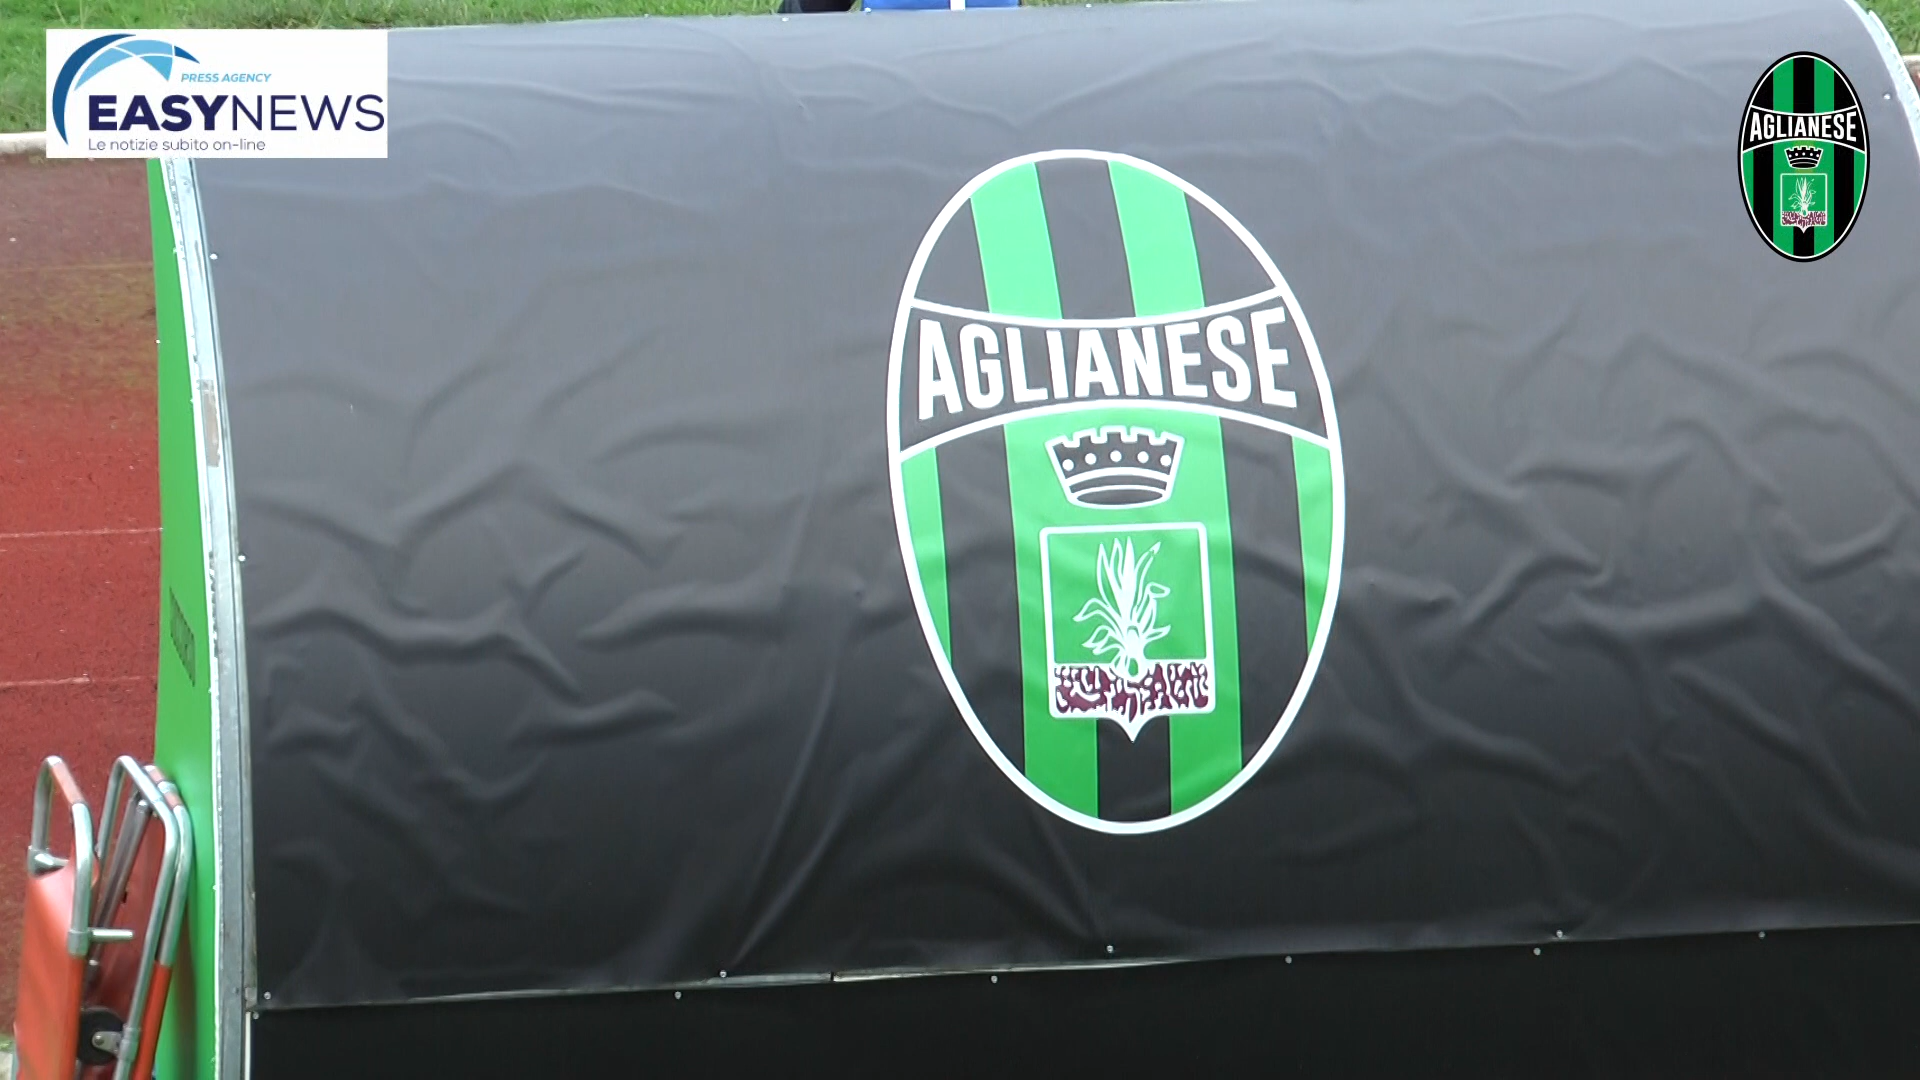 PRESS AGENCY
EASYNEWS
Le notizie subito on-line
AGLIANESE
AGLIANESE